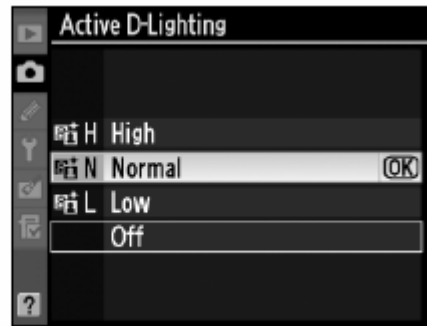 Active D-Lighting
H High
N Normal OK
L Low
Off
?